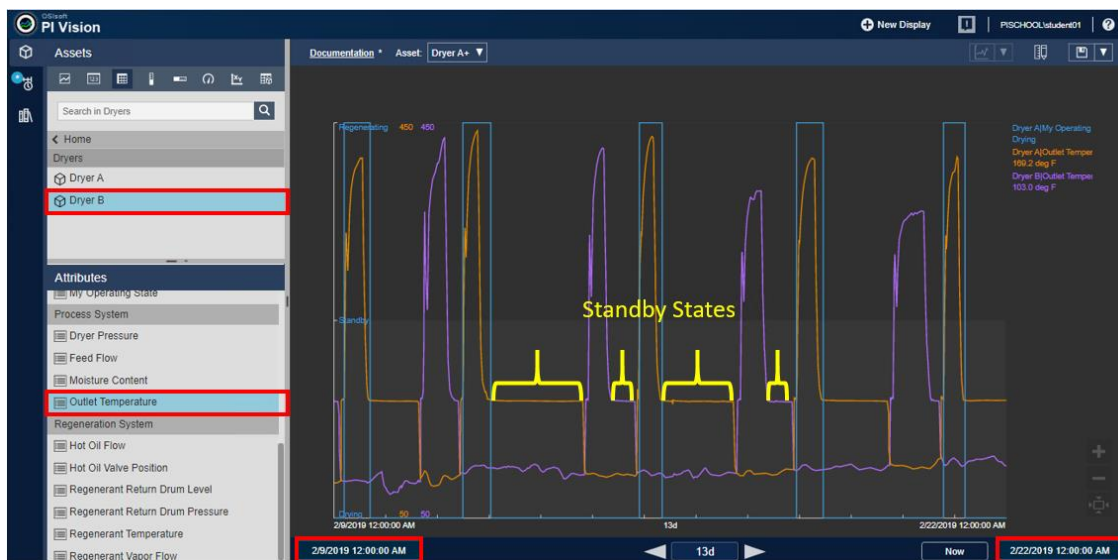 OSIsoft
PI Vision
New Display
PISCHOOL\student01
?
Assets
Documentation * Asset: Dryer A+
Search in Dryers
Home
Dryers
Dryer A
Dryer B
Attributes
My Operating State
Process System
Dryer Pressure
Feed Flow
Moisture Content
Outlet Temperature
Regeneration System
Hot Oil Flow
Hot Oil Valve Position
Regenerant Return Drum Level
Regenerant Return Drum Pressure
Regenerant Temperature
Regenerant Vapor Flow
Regenerating 450 450
Standby
Drying 50 50
Standby States
Dryer A|My Operating
Drying
Dryer A|Outlet Temper
169.2 deg F
Dryer B|Outlet Tempe
103.0 deg F
2/9/2019 12:00:00 AM 13d 2/22/2019 12:00:00 AM
2/9/2019 12:00:00 AM 13d Now 2/22/2019 12:00:00 AM